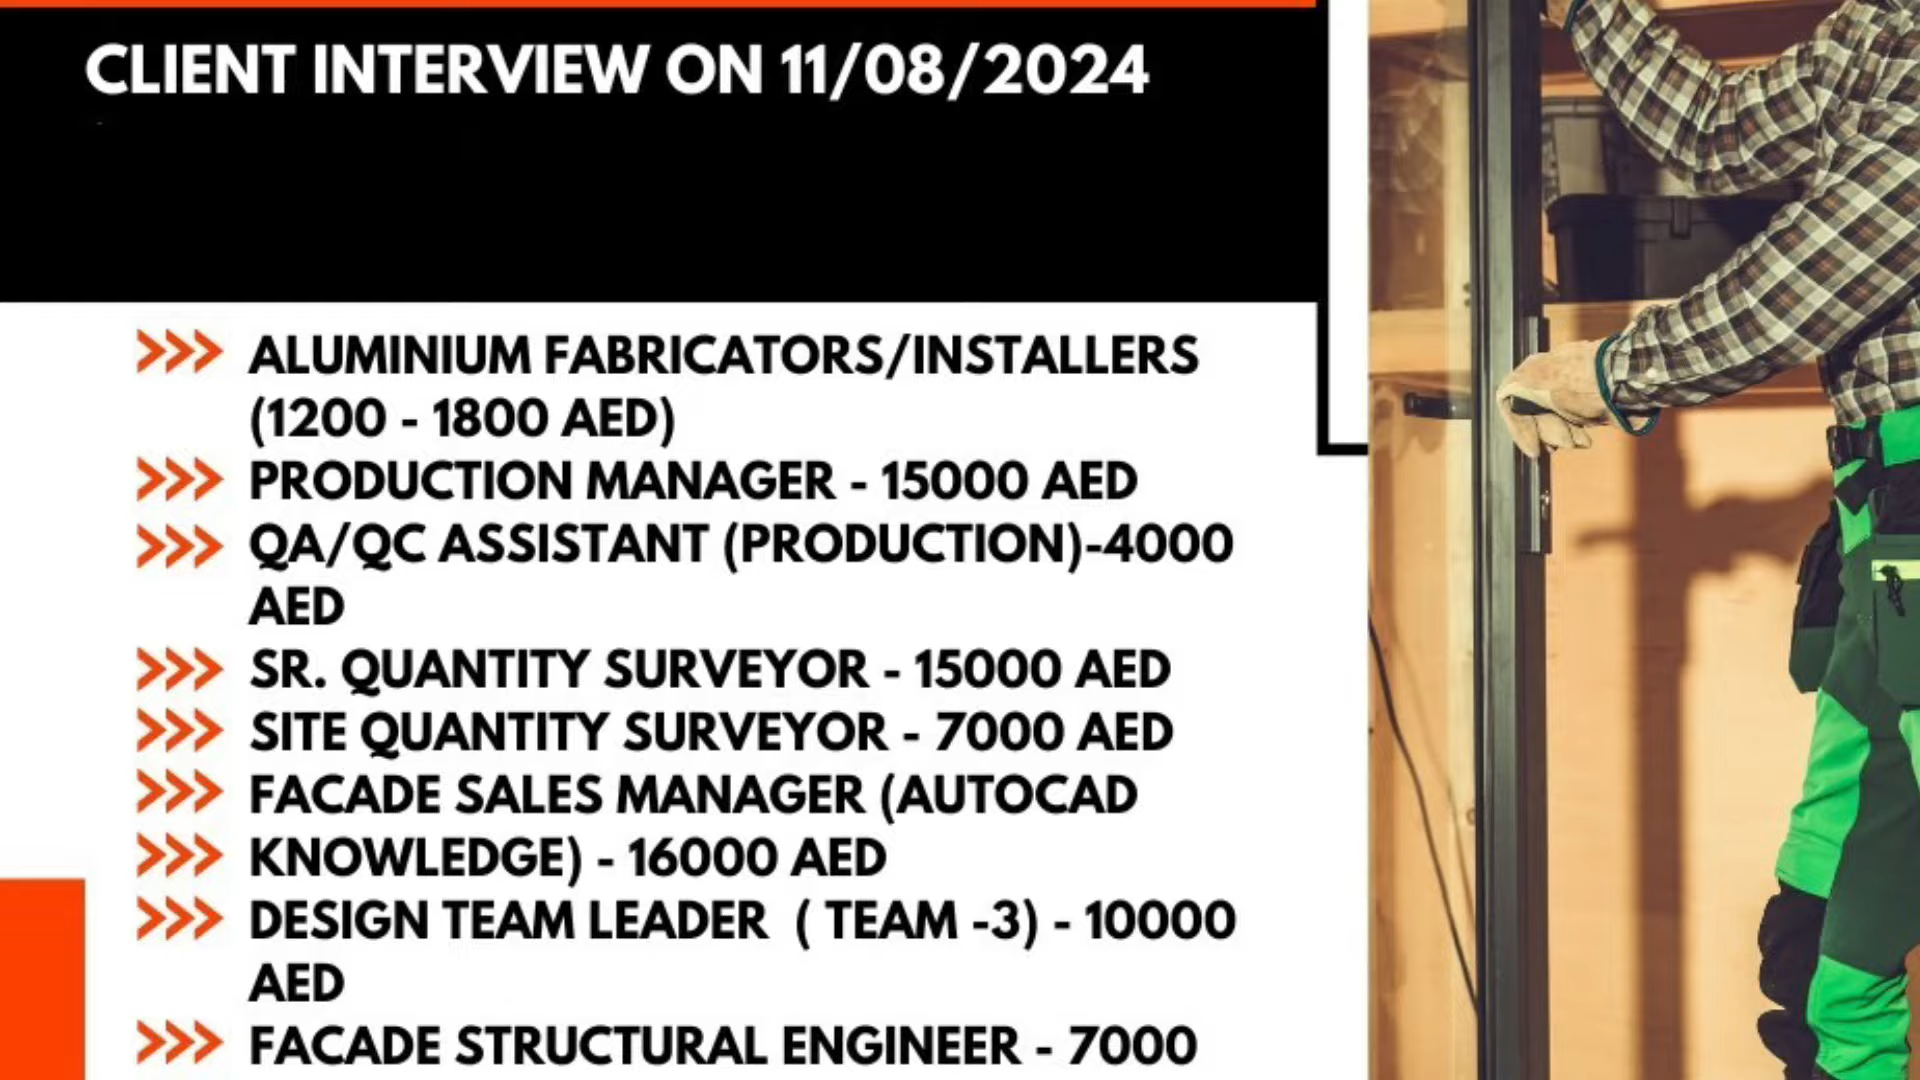 CLIENT INTERVIEW ON 11/08/2024
>>> ALUMINIUM FABRICATORS/INSTALLERS
(1200 - 1800 AED)
>>> PRODUCTION MANAGER - 15000 AED
>>> QA/QC ASSISTANT (PRODUCTION)-4000
AED
>>> SR. QUANTITY SURVEYOR - 15000 AED
>>> SITE QUANTITY SURVEYOR - 7000 AED
>>> FACADE SALES MANAGER (AUTOCAD
>>> KNOWLEDGE) - 16000 AED
>>> DESIGN TEAM LEADER ( TEAM -3) - 10000
AED
>>> FACADE STRUCTURAL ENGINEER - 7000